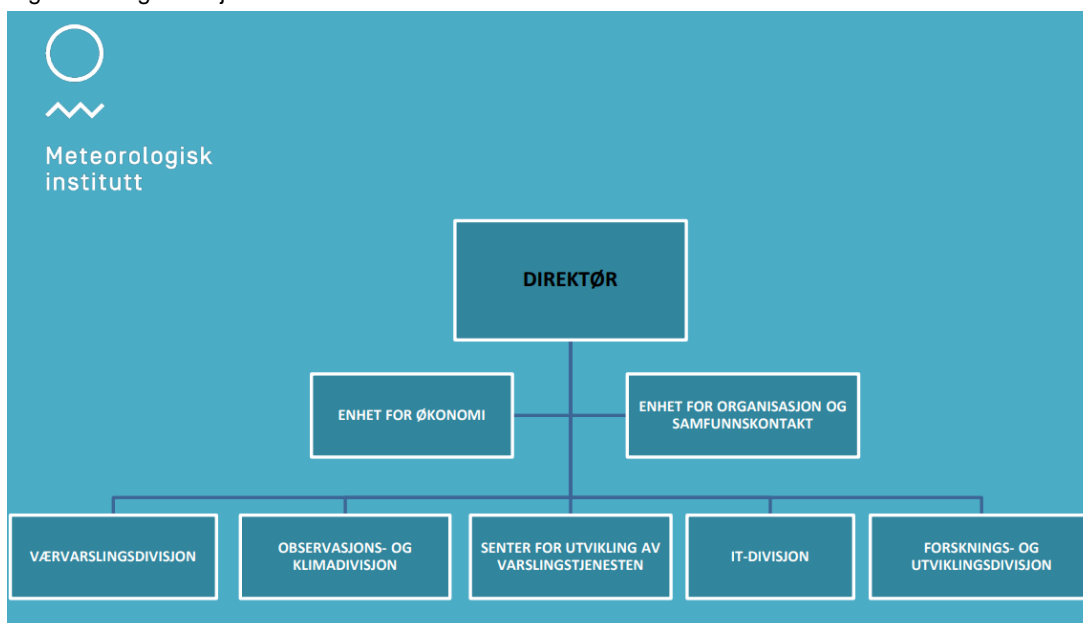 Meteorologisk
institutt
DIREKTØR
ENHET FOR ØKONOMI
ENHET FOR ORGANISASJON OG
SAMFUNNSKONTAKT
VÆRVARSLINGSDIVISJON
OBSERVASJONS- OG
KLIMADIVISJON
SENTER FOR UTVIKLING AV
VARSLINGSTJENESTEN
IT-DIVISJON
FORSKNINGS- OG
UTVIKLINGSDIVISJON